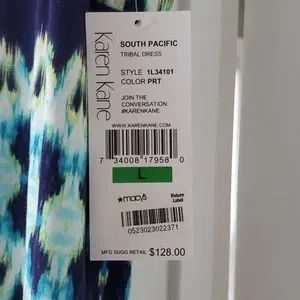 Karen Kane
SOUTH PACIFIC
TRIBAL DRESS
STYLE 1L34101
COLOR PRT
JOIN THE
CONVERSATION:
#KARENKANE
WWW.KARENKANE.COM
7 34008 17958 0
L
★macy's
Return
Label
0523023022371
MFG SUGG RETAIL $128.00